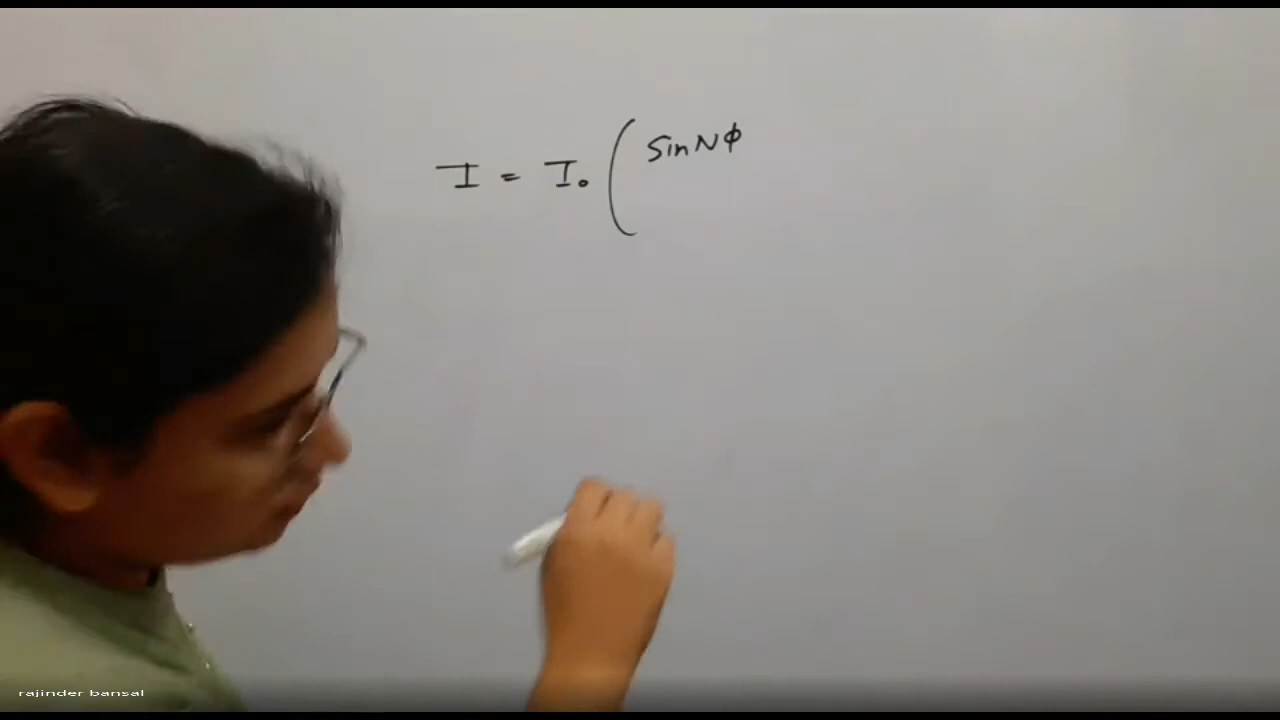 I = I₀ ( sin Nϕ
rajinder bansal